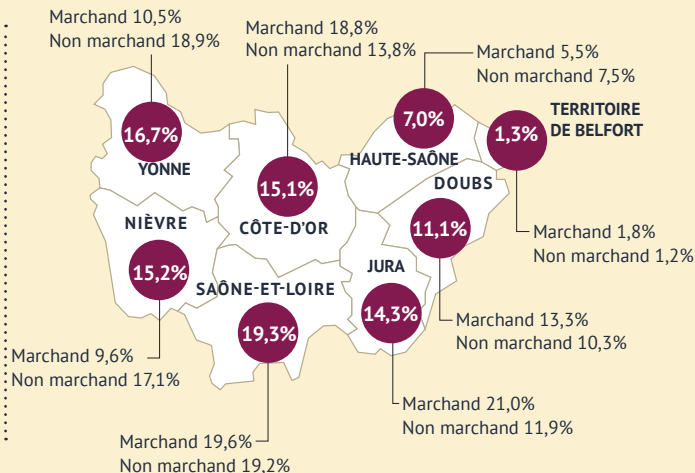 Marchand 10,5%
Non marchand 18,9%
Marchand 18,8%
Non marchand 13,8%
Marchand 5,5%
Non marchand 7,5%
16,7%
YONNE
15,1%
CÔTE-D'OR
7,0%
HAUTE-SAÔNE
1,3%
TERRITOIRE
DE BELFORT
DOUBS
11,1%
NIÈVRE
15,2%
SAÔNE-ET-LOIRE
19,3%
JURA
14,3%
Marchand 1,8%
Non marchand 1,2%
Marchand 13,3%
Non marchand 10,3%
Marchand 9,6%
Non marchand 17,1%
Marchand 21,0%
Non marchand 11,9%
Marchand 19,6%
Non marchand 19,2%